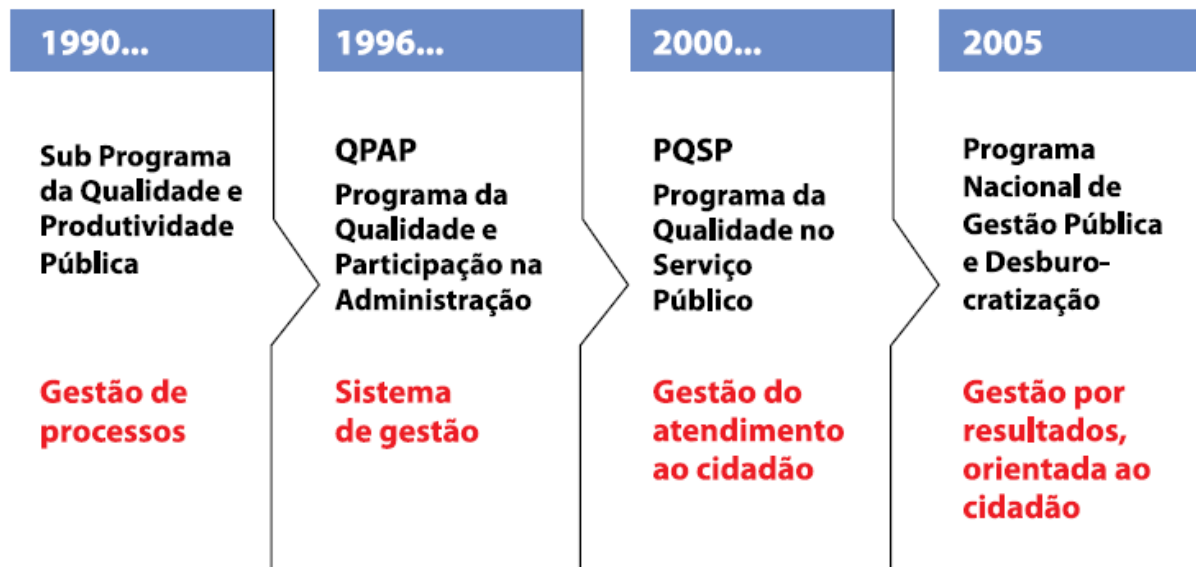 1990...
Sub Programa
da Qualidade e
Produtividade
Pública
Gestão de
processos
1996...
QPAP
Programa da
Qualidade e
Participação na
Administração
Sistema
de gestão
2000...
PQSP
Programa da
Qualidade no
Serviço
Público
Gestão do
atendimento
ao cidadão
2005
Programa
Nacional de
Gestão Pública
e Desburo-
cratização
Gestão por
resultados,
orientada ao
cidadão